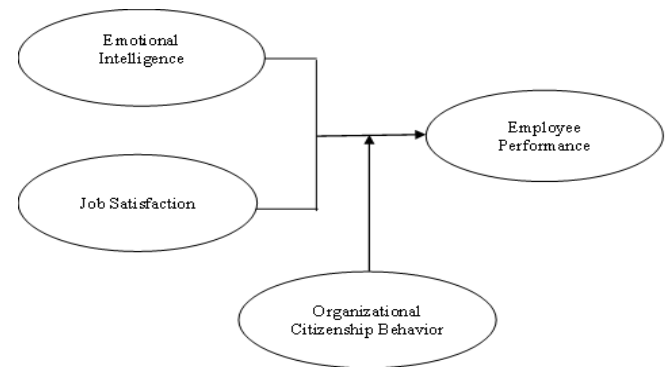 Emotional
Intelligence
Employee
Performance
Job Satisfaction
Organizational
Citizenship Behavior